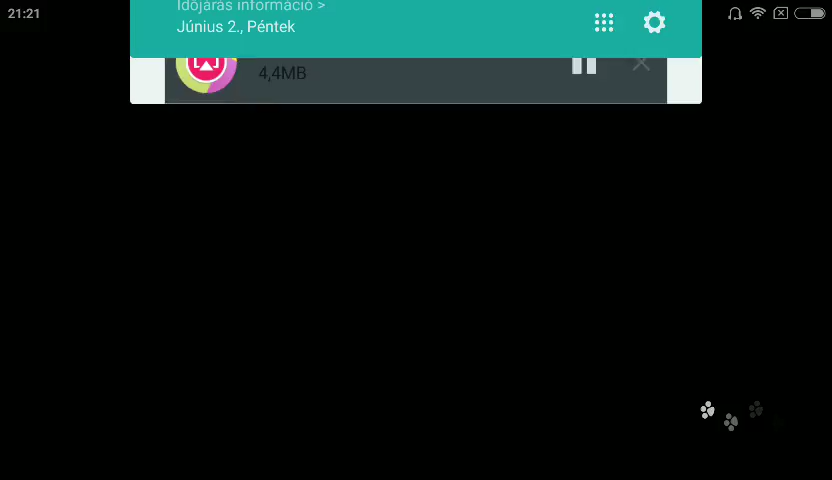 21:21
Időjárás információ >
Június 2., Péntek
4,4MB